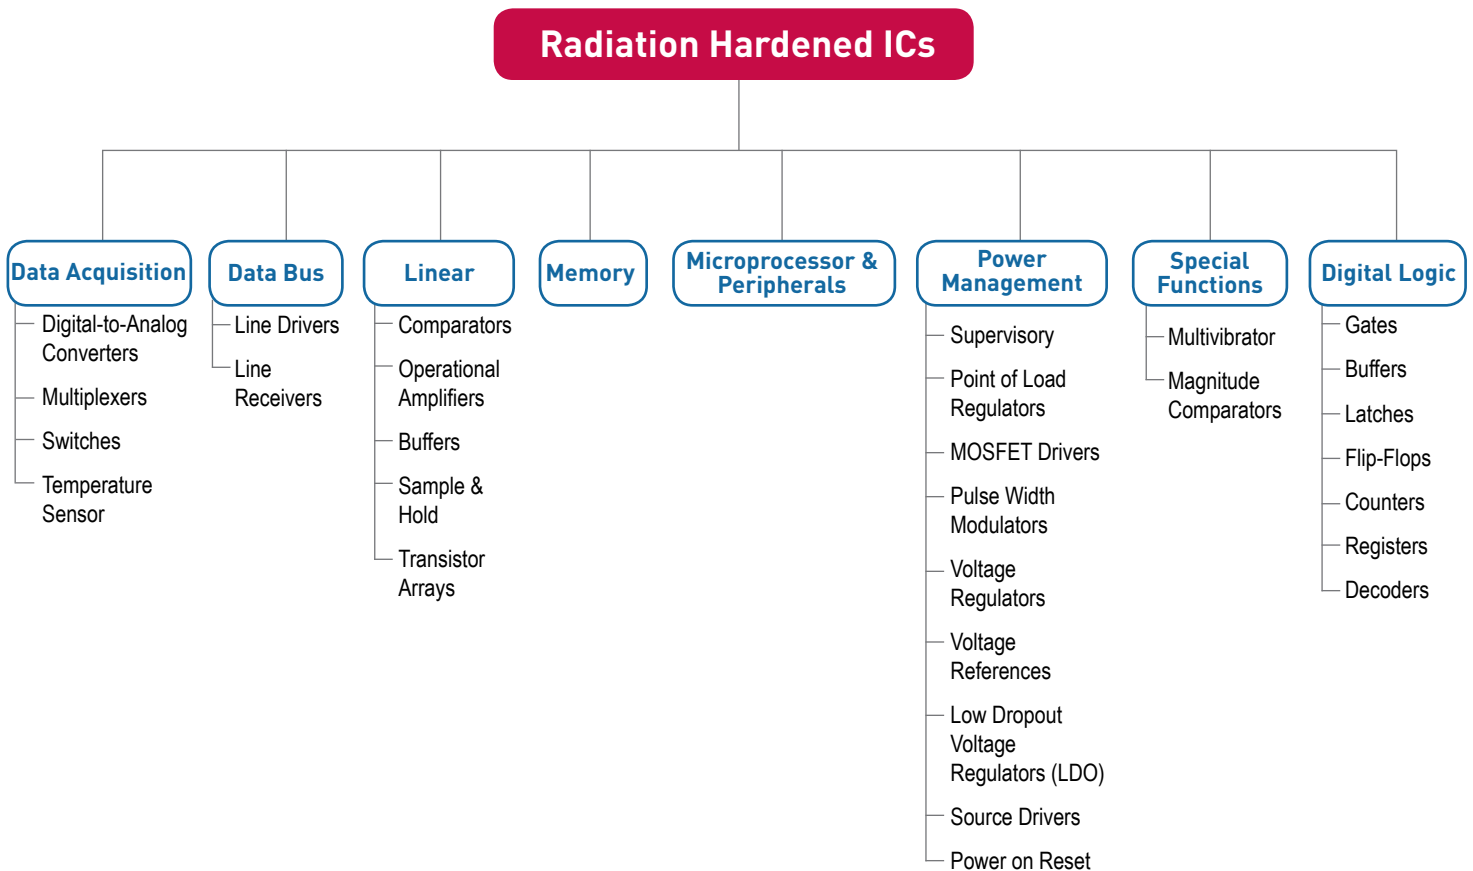 Radiation Hardened ICs
Data Acquisition
Digital-to-Analog
Converters
Multiplexers
Switches
Temperature
Sensor
Data Bus
Line Drivers
Line
Receivers
Linear
Comparators
Operational
Amplifiers
Buffers
Sample &
Hold
Transistor
Arrays
Memory
Microprocessor &
Peripherals
Power
Management
Supervisory
Point of Load
Regulators
MOSFET Drivers
Pulse Width
Modulators
Voltage
Regulators
Voltage
References
Low Dropout
Voltage
Regulators (LDO)
Source Drivers
Power on Reset
Special
Functions
Multivibrator
Magnitude
Comparators
Digital Logic
Gates
Buffers
Latches
Flip-Flops
Counters
Registers
Decoders